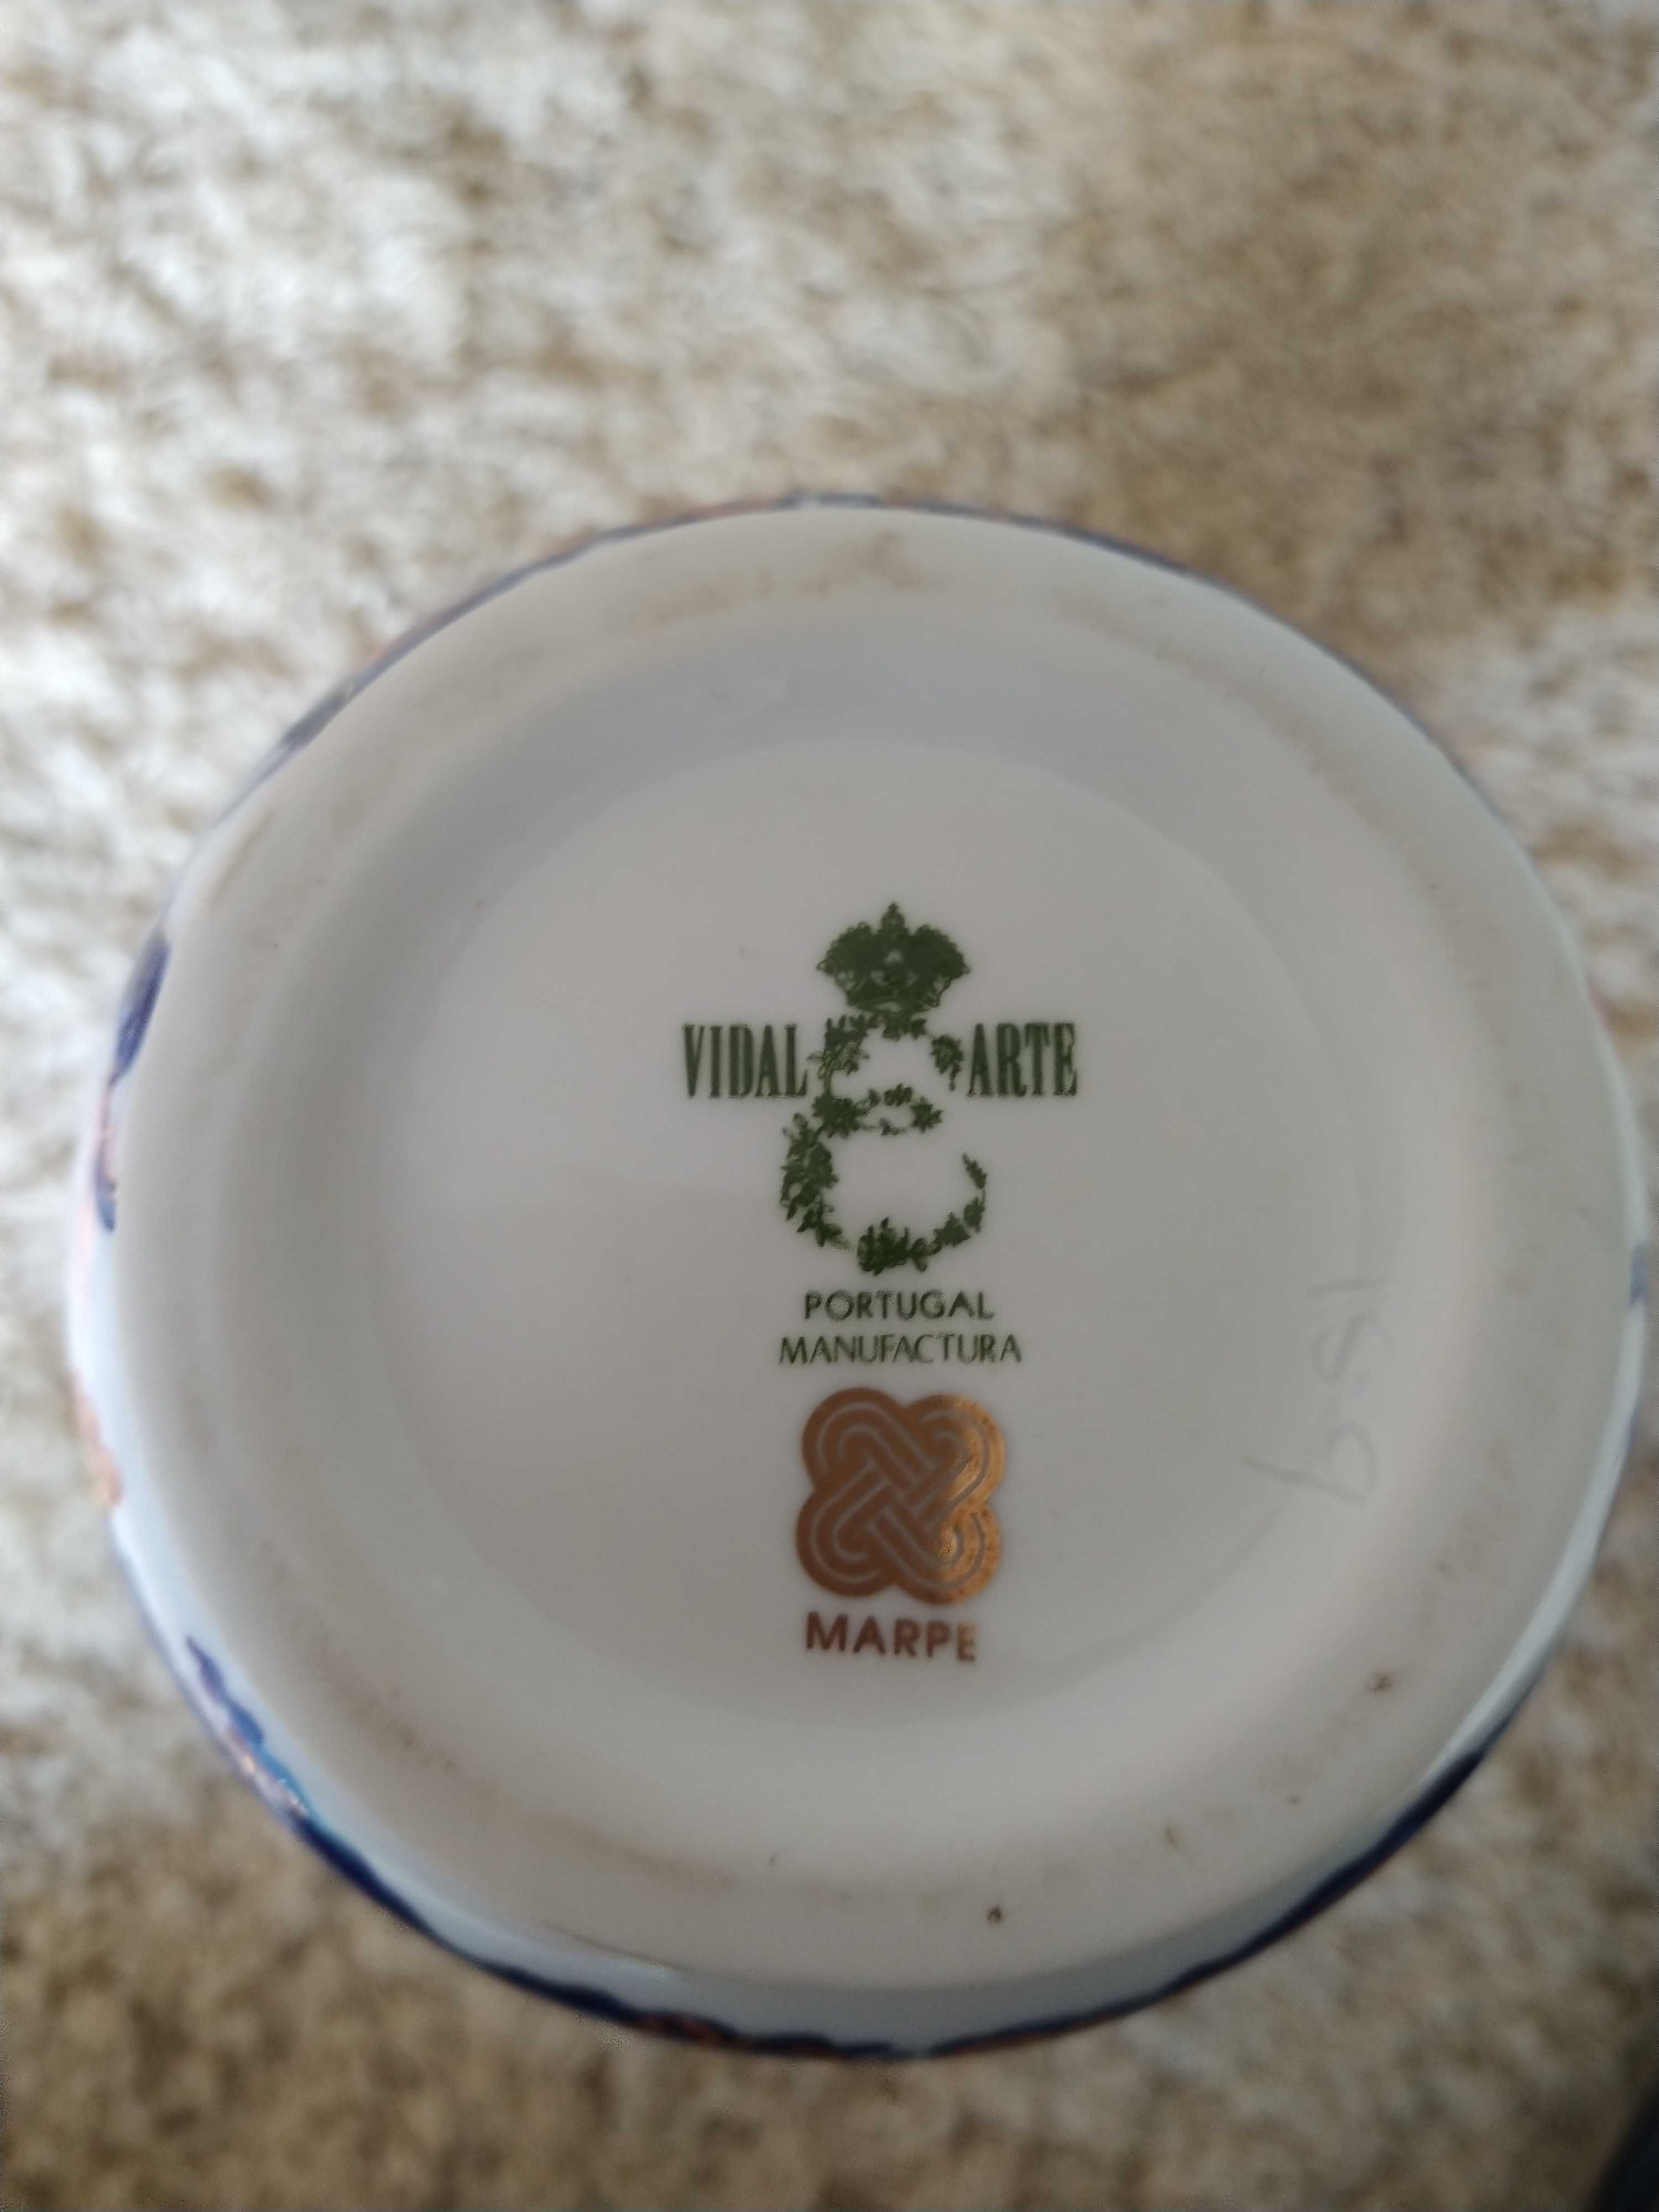 VIDAL & ARTE
PORTUGAL
MANUFACTURA
MARPE